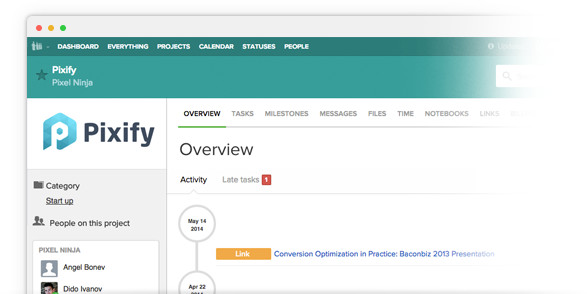 DASHBOARD EVERYTHING PROJECTS CALENDAR STATUSES PEOPLE
Pixify
Pixel Ninja
OVERVIEW TASKS MILESTONES MESSAGES FILES TIME NOTEBOOKS LINKS
Pixify
Overview
Activity Late tasks 1
Category
Start up
People on this project
PIXEL NINJA
Angel Bonev
Dido Ivanov
May 14
2014
Link Conversion Optimization in Practice: Baconbiz 2013 Presentation
Apr 22
2014